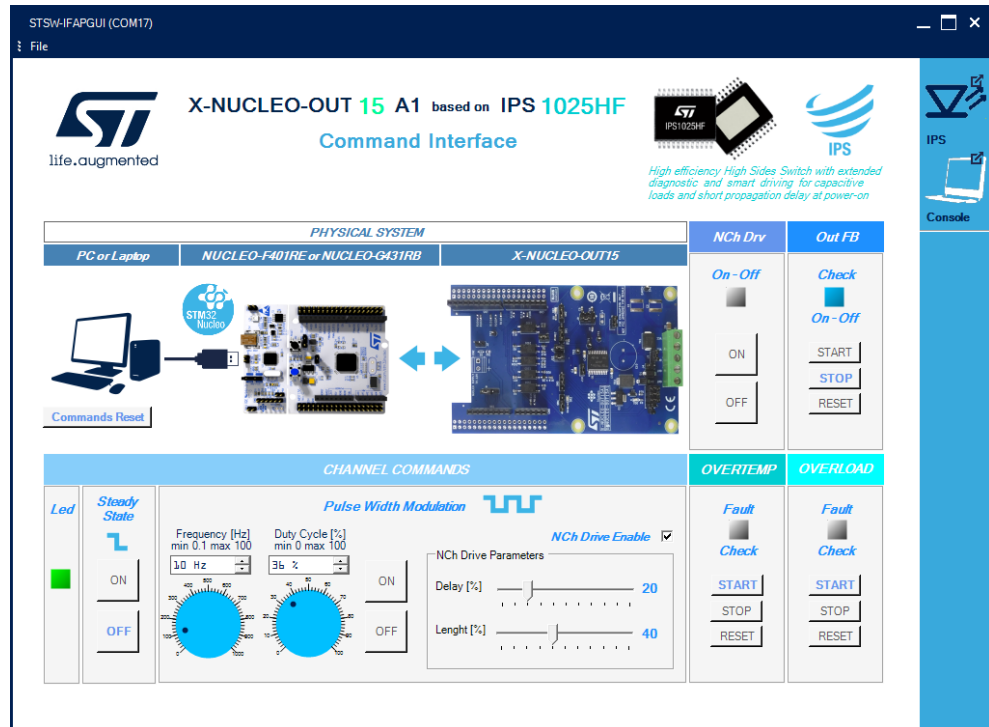 STSW-IFAPGUI (COM17)
File
life.augmented
X-NUCLEO-OUT 15 A1 based on IPS 1025HF
Command Interface
IPS1025HF
IPS
High efficiency High Sides Switch with extended
diagnostic and smart driving for capacitive
loads and short propagation delay at power-on
IPS
Console
PHYSICAL SYSTEM
PC or Laptop
NUCLEO-F401RE or NUCLEO-G431RB
X-NUCLEO-OUT15
STM32
Nucleo
Commands Reset
NCh Drv
On - Off
ON
OFF
Out FB
Check
On - Off
START
STOP
RESET
CHANNEL COMMANDS
Led
Steady
State
ON
OFF
Pulse Width Modulation
Frequency [Hz]
min 0.1 max 100
10 Hz
Duty Cycle [%]
min 0 max 100
36 %
ON
OFF
NCh Drive Enable
NCh Drive Parameters
Delay [%]
20
Lenght [%]
40
OVERTEMP
Fault
Check
START
STOP
RESET
OVERLOAD
Fault
Check
START
STOP
RESET